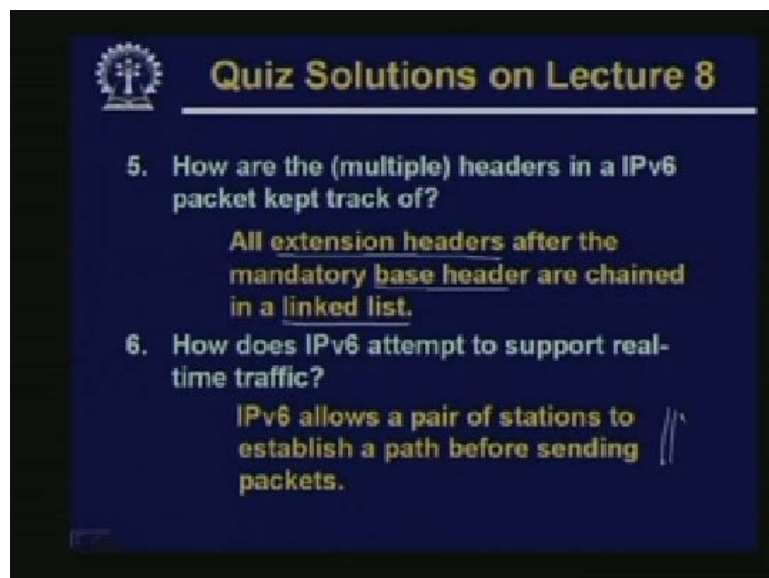 Quiz Solutions on Lecture 8
5. How are the (multiple) headers in a IPv6
packet kept track of?
All extension headers after the
mandatory base header are chained
in a linked list.
6. How does IPv6 attempt to support real-
time traffic?
IPv6 allows a pair of stations to
establish a path before sending
packets.